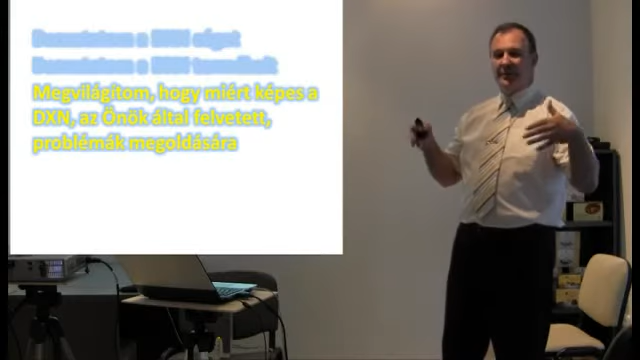 Megvilágítom, hogy miért képes a
DXN, az Önök által felvetett,
problémák megoldására